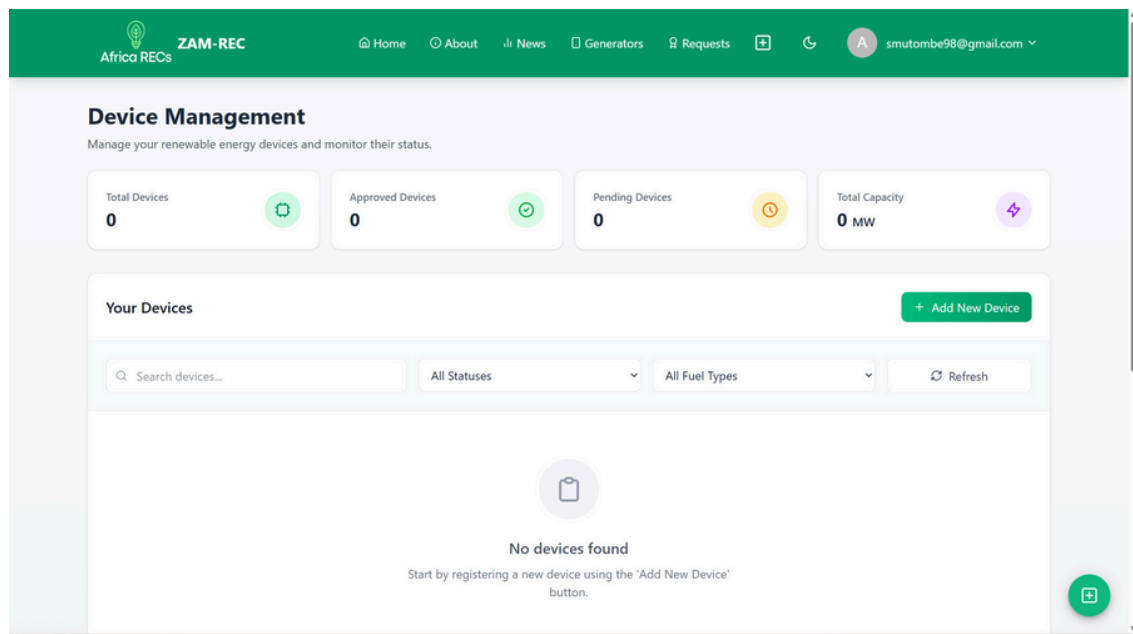 Africa RECs
ZAM-REC
Home
About
News
Generators
Requests
A
smutombe98@gmail.com
Device Management
Manage your renewable energy devices and monitor their status.
Total Devices
0
Approved Devices
0
Pending Devices
0
Total Capacity
0 MW
Your Devices
+ Add New Device
Search devices...
All Statuses
All Fuel Types
Refresh
No devices found
Start by registering a new device using the 'Add New Device'
button.